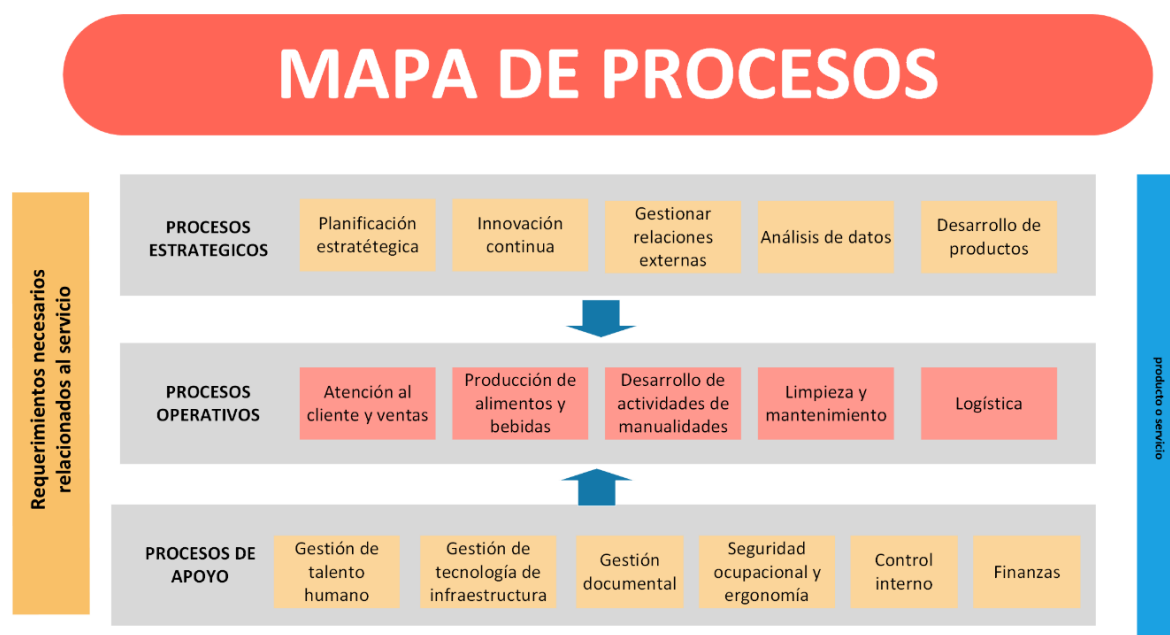 MAPA DE PROCESOS
Requerimientos necesarios
relacionados al servicio
PROCESOS
ESTRATEGICOS
Planificación
estratétegica
Innovación
continua
Gestionar
relaciones
externas
Análisis de datos
Desarrollo de
productos
PROCESOS
OPERATIVOS
Atención al
cliente y ventas
Producción de
alimentos y
bebidas
Desarrollo de
actividades de
manualidades
Limpieza y
mantenimiento
Logística
PROCESOS DE
APOYO
Gestión de
talento
humano
Gestión de
tecnología de
infraestructura
Gestión
documental
Seguridad
ocupacional y
ergonomía
Control
interno
Finanzas
producto o servicio